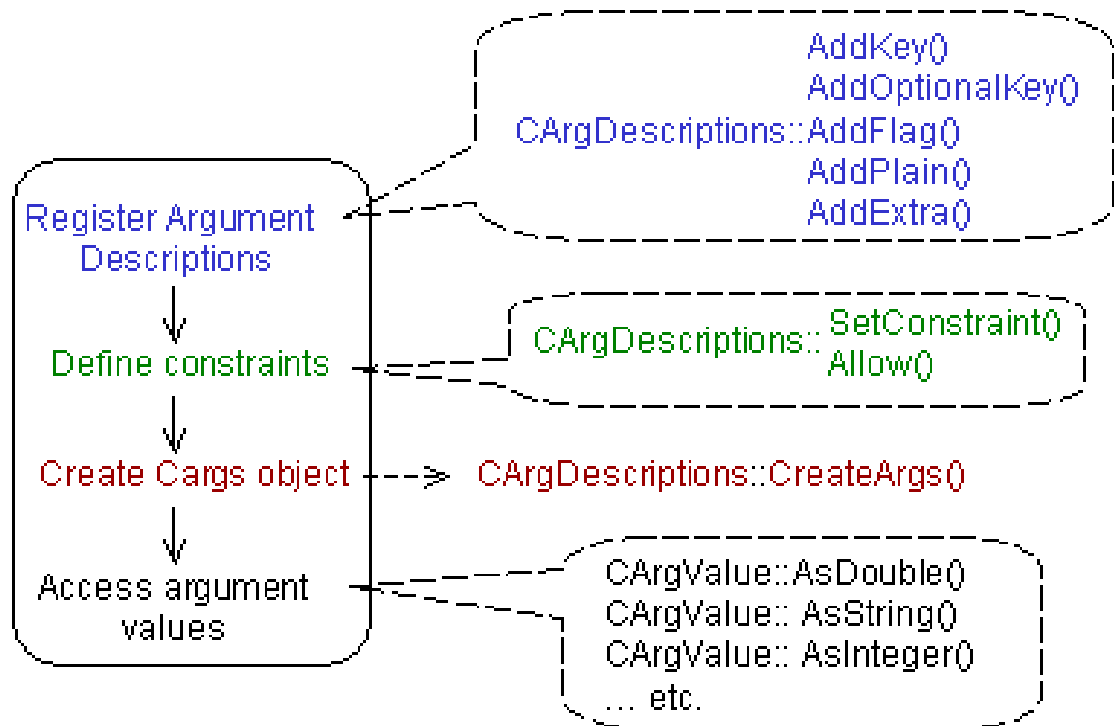 AddKey()
AddOptionalKey()
CArgDescriptions::AddFlag()
AddPlain()
AddExtra()
Register Argument
Descriptions
Define constraints
CArgDescriptions::
SetConstraint()
Allow()
Create Cargs object
CArgDescriptions::CreateArgs()
Access argument
values
CArgValue::AsDouble()
CArgValue:: AsString()
CArgValue:: AsInteger()
... etc.